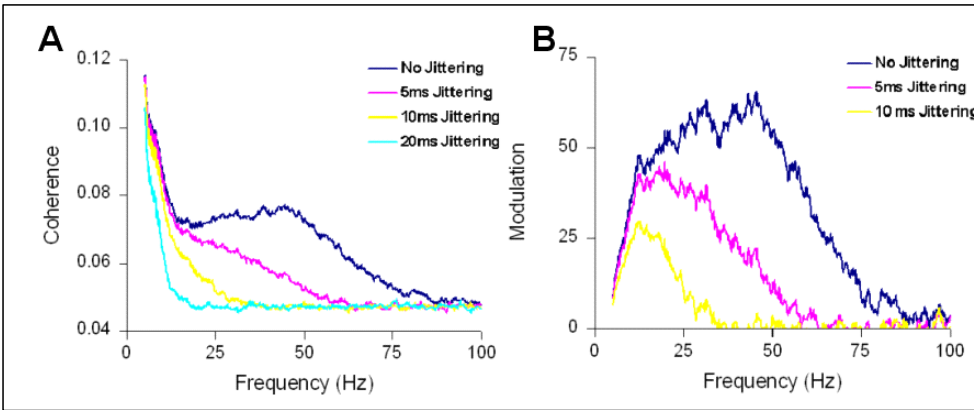 A
0.12
0.10
0.08
0.06
0.04
Coherence
0
25
50
75
100
Frequency (Hz)
No Jittering
5ms Jittering
10ms Jittering
20ms Jittering
B
75
50
25
0
Modulation
0
25
50
75
100
Frequency (Hz)
No Jittering
5ms Jittering
10 ms Jittering